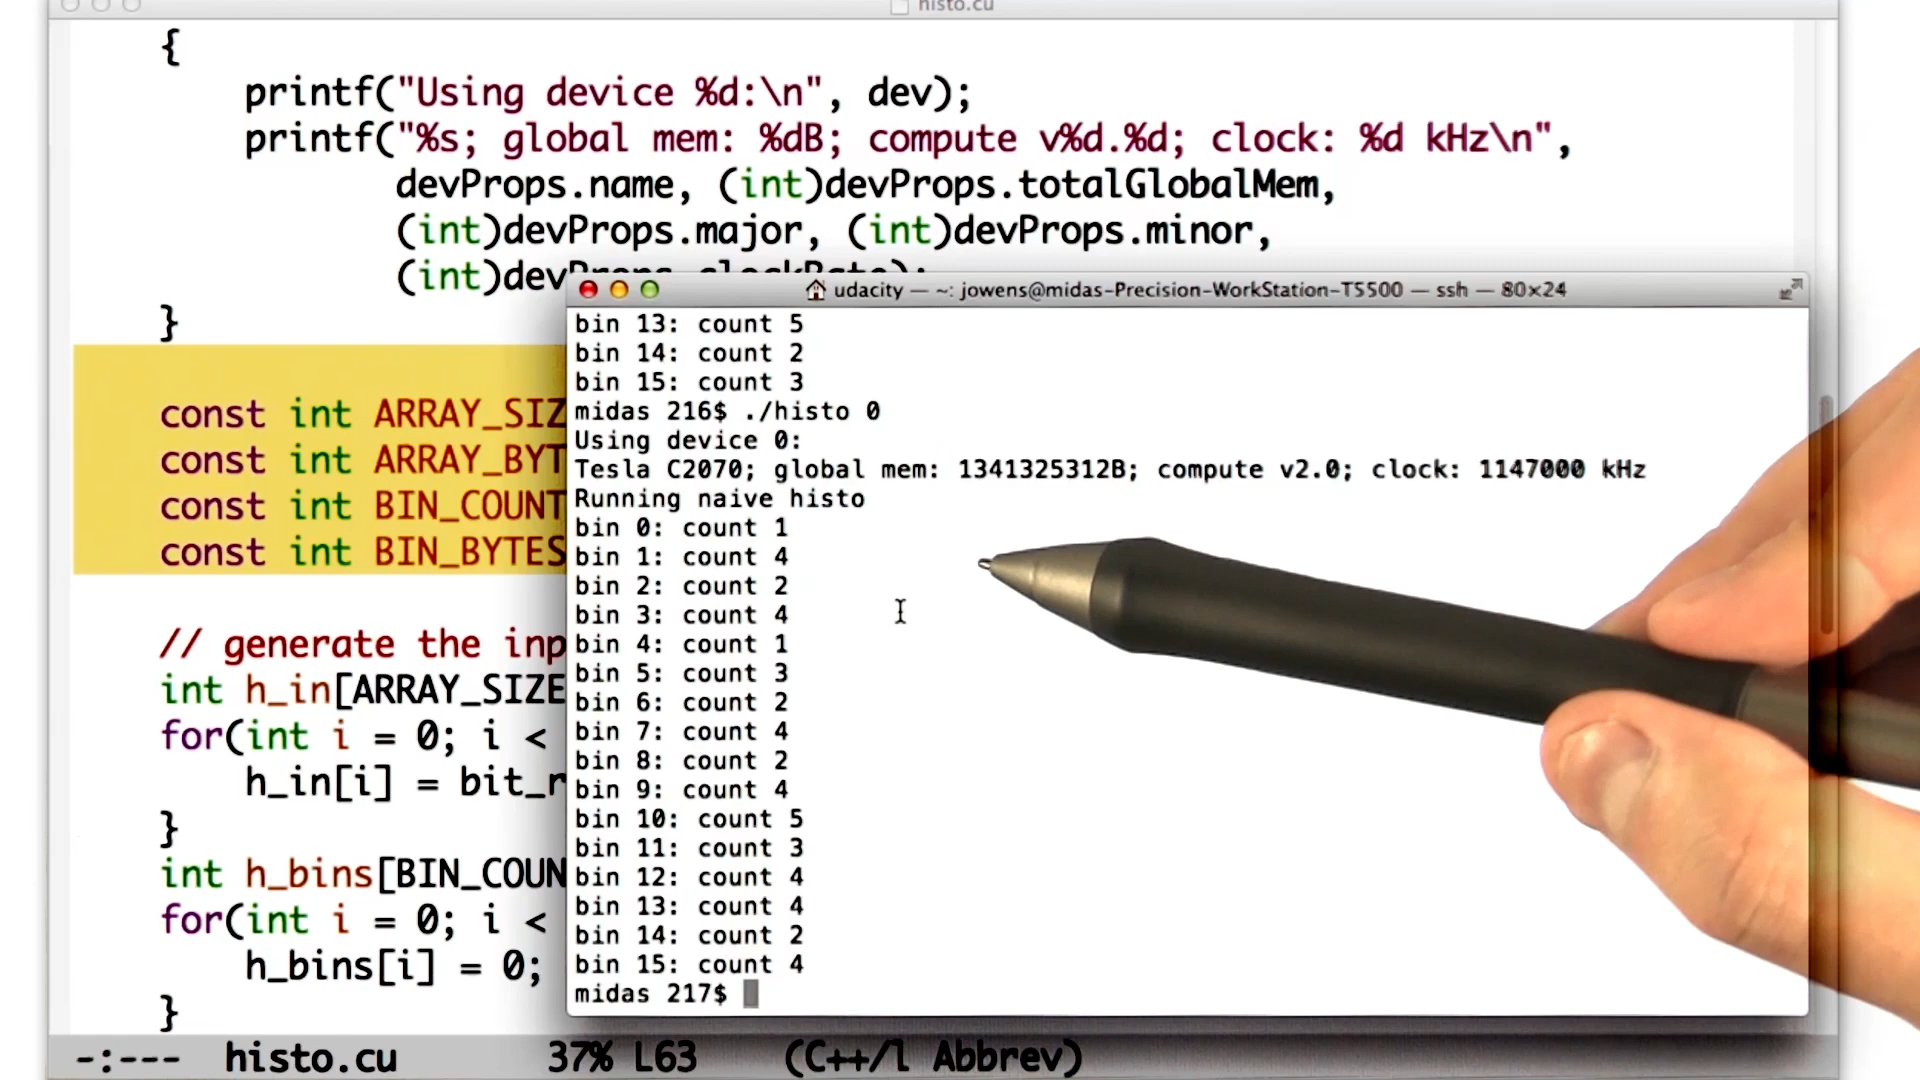 histo.cu
{
printf("Using device %d:\n", dev);
printf("%s; global mem: %dB; compute v%d.%d; clock: %d kHz\n",
devProps.name, (int)devProps.totalGlobalMem,
(int)devProps.major, (int)devProps.minor,
(int)devProps.clockRate);
}
const int ARRAY_SIZ
const int ARRAY_BYT
const int BIN_COUNT
const int BIN_BYTES
// generate the inp
int h_in[ARRAY_SIZE
for(int i = 0; i <
h_in[i] = bit_r
}
int h_bins[BIN_COUN
for(int i = 0; i <
h_bins[i] = 0;
}
-:--- histo.cu 37% L63 (C++/l Abbrev)
udacity — ~: jowens@midas-Precision-WorkStation-T5500 — ssh — 80×24
bin 13: count 5
bin 14: count 2
bin 15: count 3
midas 216$ ./histo 0
Using device 0:
Tesla C2070; global mem: 1341325312B; compute v2.0; clock: 1147000 kHz
Running naive histo
bin 0: count 1
bin 1: count 4
bin 2: count 2
bin 3: count 4
bin 4: count 1
bin 5: count 3
bin 6: count 2
bin 7: count 4
bin 8: count 2
bin 9: count 4
bin 10: count 5
bin 11: count 3
bin 12: count 4
bin 13: count 4
bin 14: count 2
bin 15: count 4
midas 217$